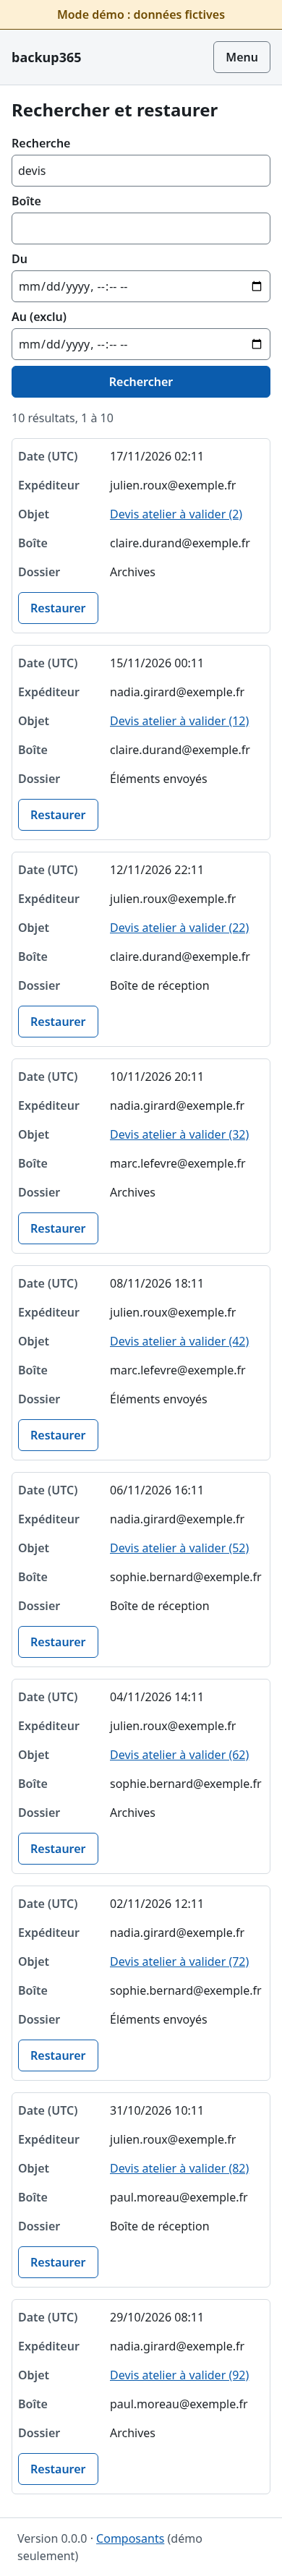 Mode démo : données fictives
backup365
Menu
Rechercher et restaurer
Recherche
devis
Boîte
Du
mm/dd/yyyy, --:-- --
Au (exclu)
mm/dd/yyyy, --:-- --
Rechercher
10 résultats, 1 à 10
Date (UTC) 17/11/2026 02:11
Expéditeur julien.roux@exemple.fr
Objet Devis atelier à valider (2)
Boîte claire.durand@exemple.fr
Dossier Archives
Restaurer
Date (UTC) 15/11/2026 00:11
Expéditeur nadia.girard@exemple.fr
Objet Devis atelier à valider (12)
Boîte claire.durand@exemple.fr
Dossier Éléments envoyés
Restaurer
Date (UTC) 12/11/2026 22:11
Expéditeur julien.roux@exemple.fr
Objet Devis atelier à valider (22)
Boîte claire.durand@exemple.fr
Dossier Boîte de réception
Restaurer
Date (UTC) 10/11/2026 20:11
Expéditeur nadia.girard@exemple.fr
Objet Devis atelier à valider (32)
Boîte marc.lefevre@exemple.fr
Dossier Archives
Restaurer
Date (UTC) 08/11/2026 18:11
Expéditeur julien.roux@exemple.fr
Objet Devis atelier à valider (42)
Boîte marc.lefevre@exemple.fr
Dossier Éléments envoyés
Restaurer
Date (UTC) 06/11/2026 16:11
Expéditeur nadia.girard@exemple.fr
Objet Devis atelier à valider (52)
Boîte sophie.bernard@exemple.fr
Dossier Boîte de réception
Restaurer
Date (UTC) 04/11/2026 14:11
Expéditeur julien.roux@exemple.fr
Objet Devis atelier à valider (62)
Boîte sophie.bernard@exemple.fr
Dossier Archives
Restaurer
Date (UTC) 02/11/2026 12:11
Expéditeur nadia.girard@exemple.fr
Objet Devis atelier à valider (72)
Boîte sophie.bernard@exemple.fr
Dossier Éléments envoyés
Restaurer
Date (UTC) 31/10/2026 10:11
Expéditeur julien.roux@exemple.fr
Objet Devis atelier à valider (82)
Boîte paul.moreau@exemple.fr
Dossier Boîte de réception
Restaurer
Date (UTC) 29/10/2026 08:11
Expéditeur nadia.girard@exemple.fr
Objet Devis atelier à valider (92)
Boîte paul.moreau@exemple.fr
Dossier Archives
Restaurer
Version 0.0.0 · Composants (démo
seulement)